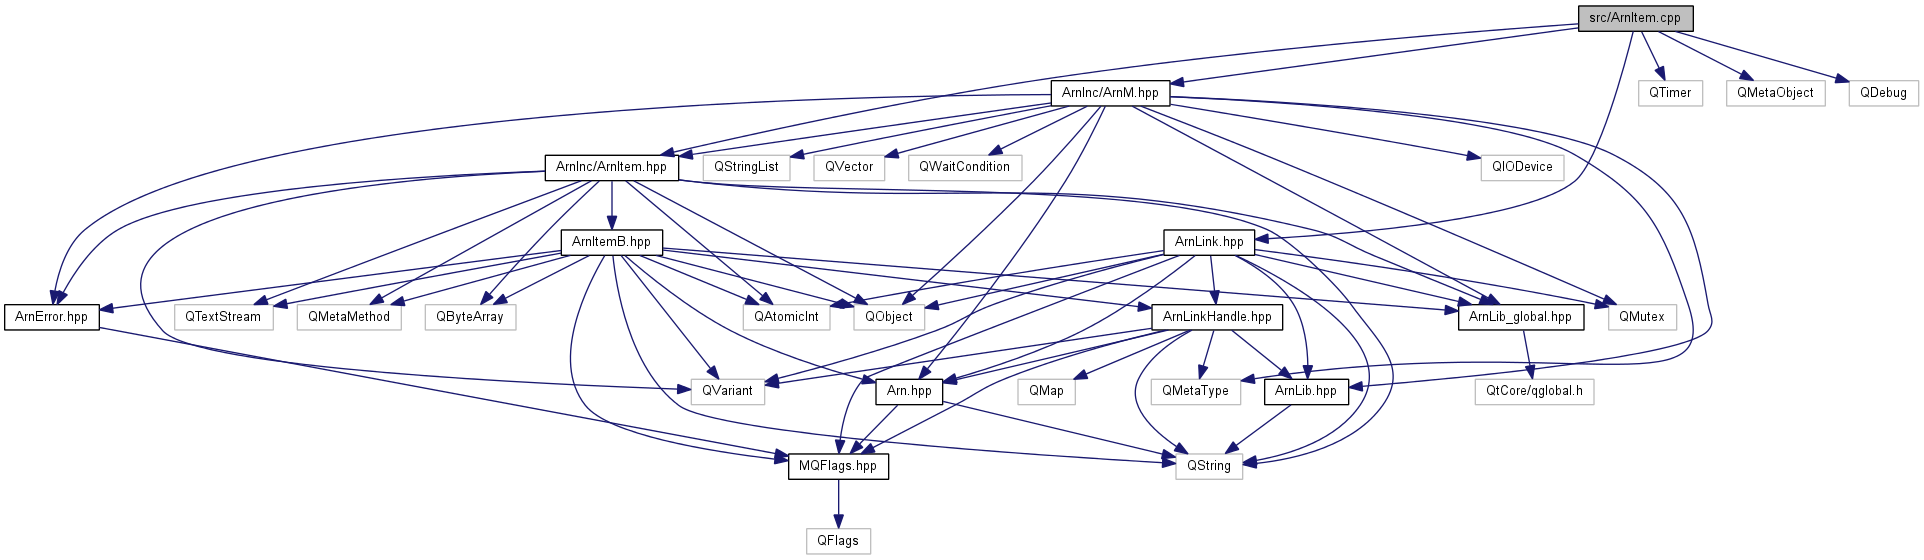 src/ArnItem.cpp
ArnInc/ArnM.hpp
QTimer
QMetaObject
QDebug
ArnInc/ArnItem.hpp
QStringList
QVector
QWaitCondition
QIODevice
ArnItemB.hpp
ArnLink.hpp
ArnError.hpp
QTextStream
QMetaMethod
QByteArray
QAtomicInt
QObject
ArnLinkHandle.hpp
ArnLib_global.hpp
QMutex
QVariant
Arn.hpp
QMap
QMetaType
ArnLib.hpp
QtCore/qglobal.h
MQFlags.hpp
QString
QFlags